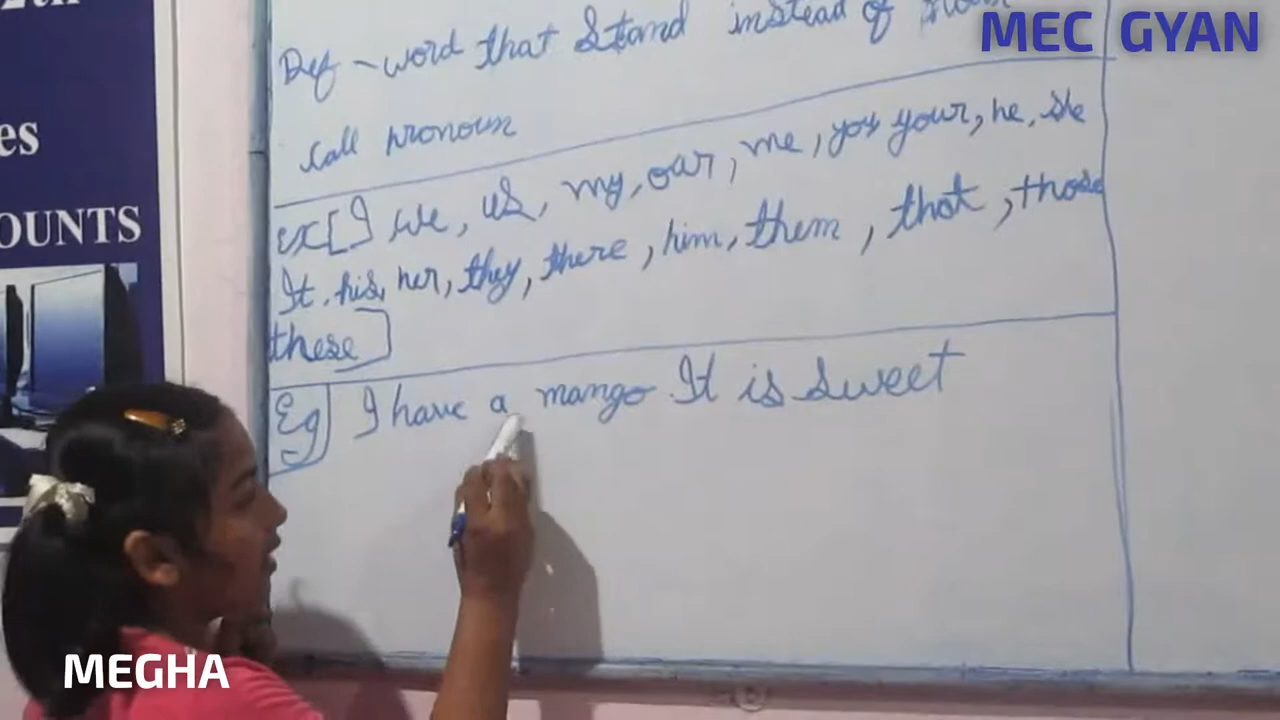 MEC GYAN
Def - word that stand instead of noun
call pronoun
ex[I we, us, my, our, me, you your, he, she
It, his, her, they, there, him, them, that, those
these]
Eg I have a mango It is sweet
es
OUNTS
MEGHA